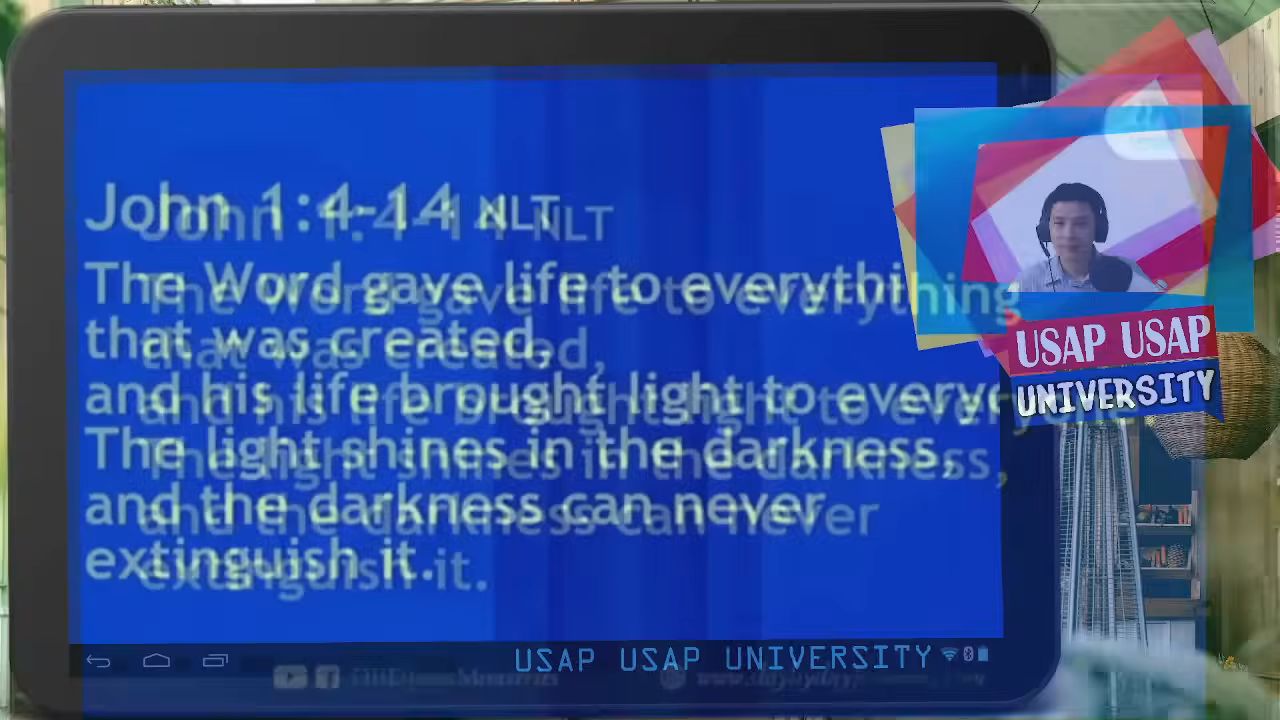 John 1:4-14 NLT
The Word gave life to everything
that was created,
and his life brought light to
The light shines in the darkness,
and the darkness can never
extinguish it.
USAP USAP
UNIVERSITY
USAP USAP UNIVERSITY